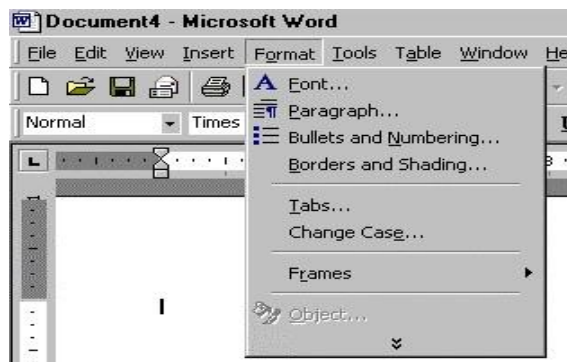 Document4 - Microsoft Word
File Edit View Insert Format Tools Table Window He
Normal Times
Font...
Paragraph...
Bullets and Numbering...
Borders and Shading...
Tabs...
Change Case...
Frames
Object...